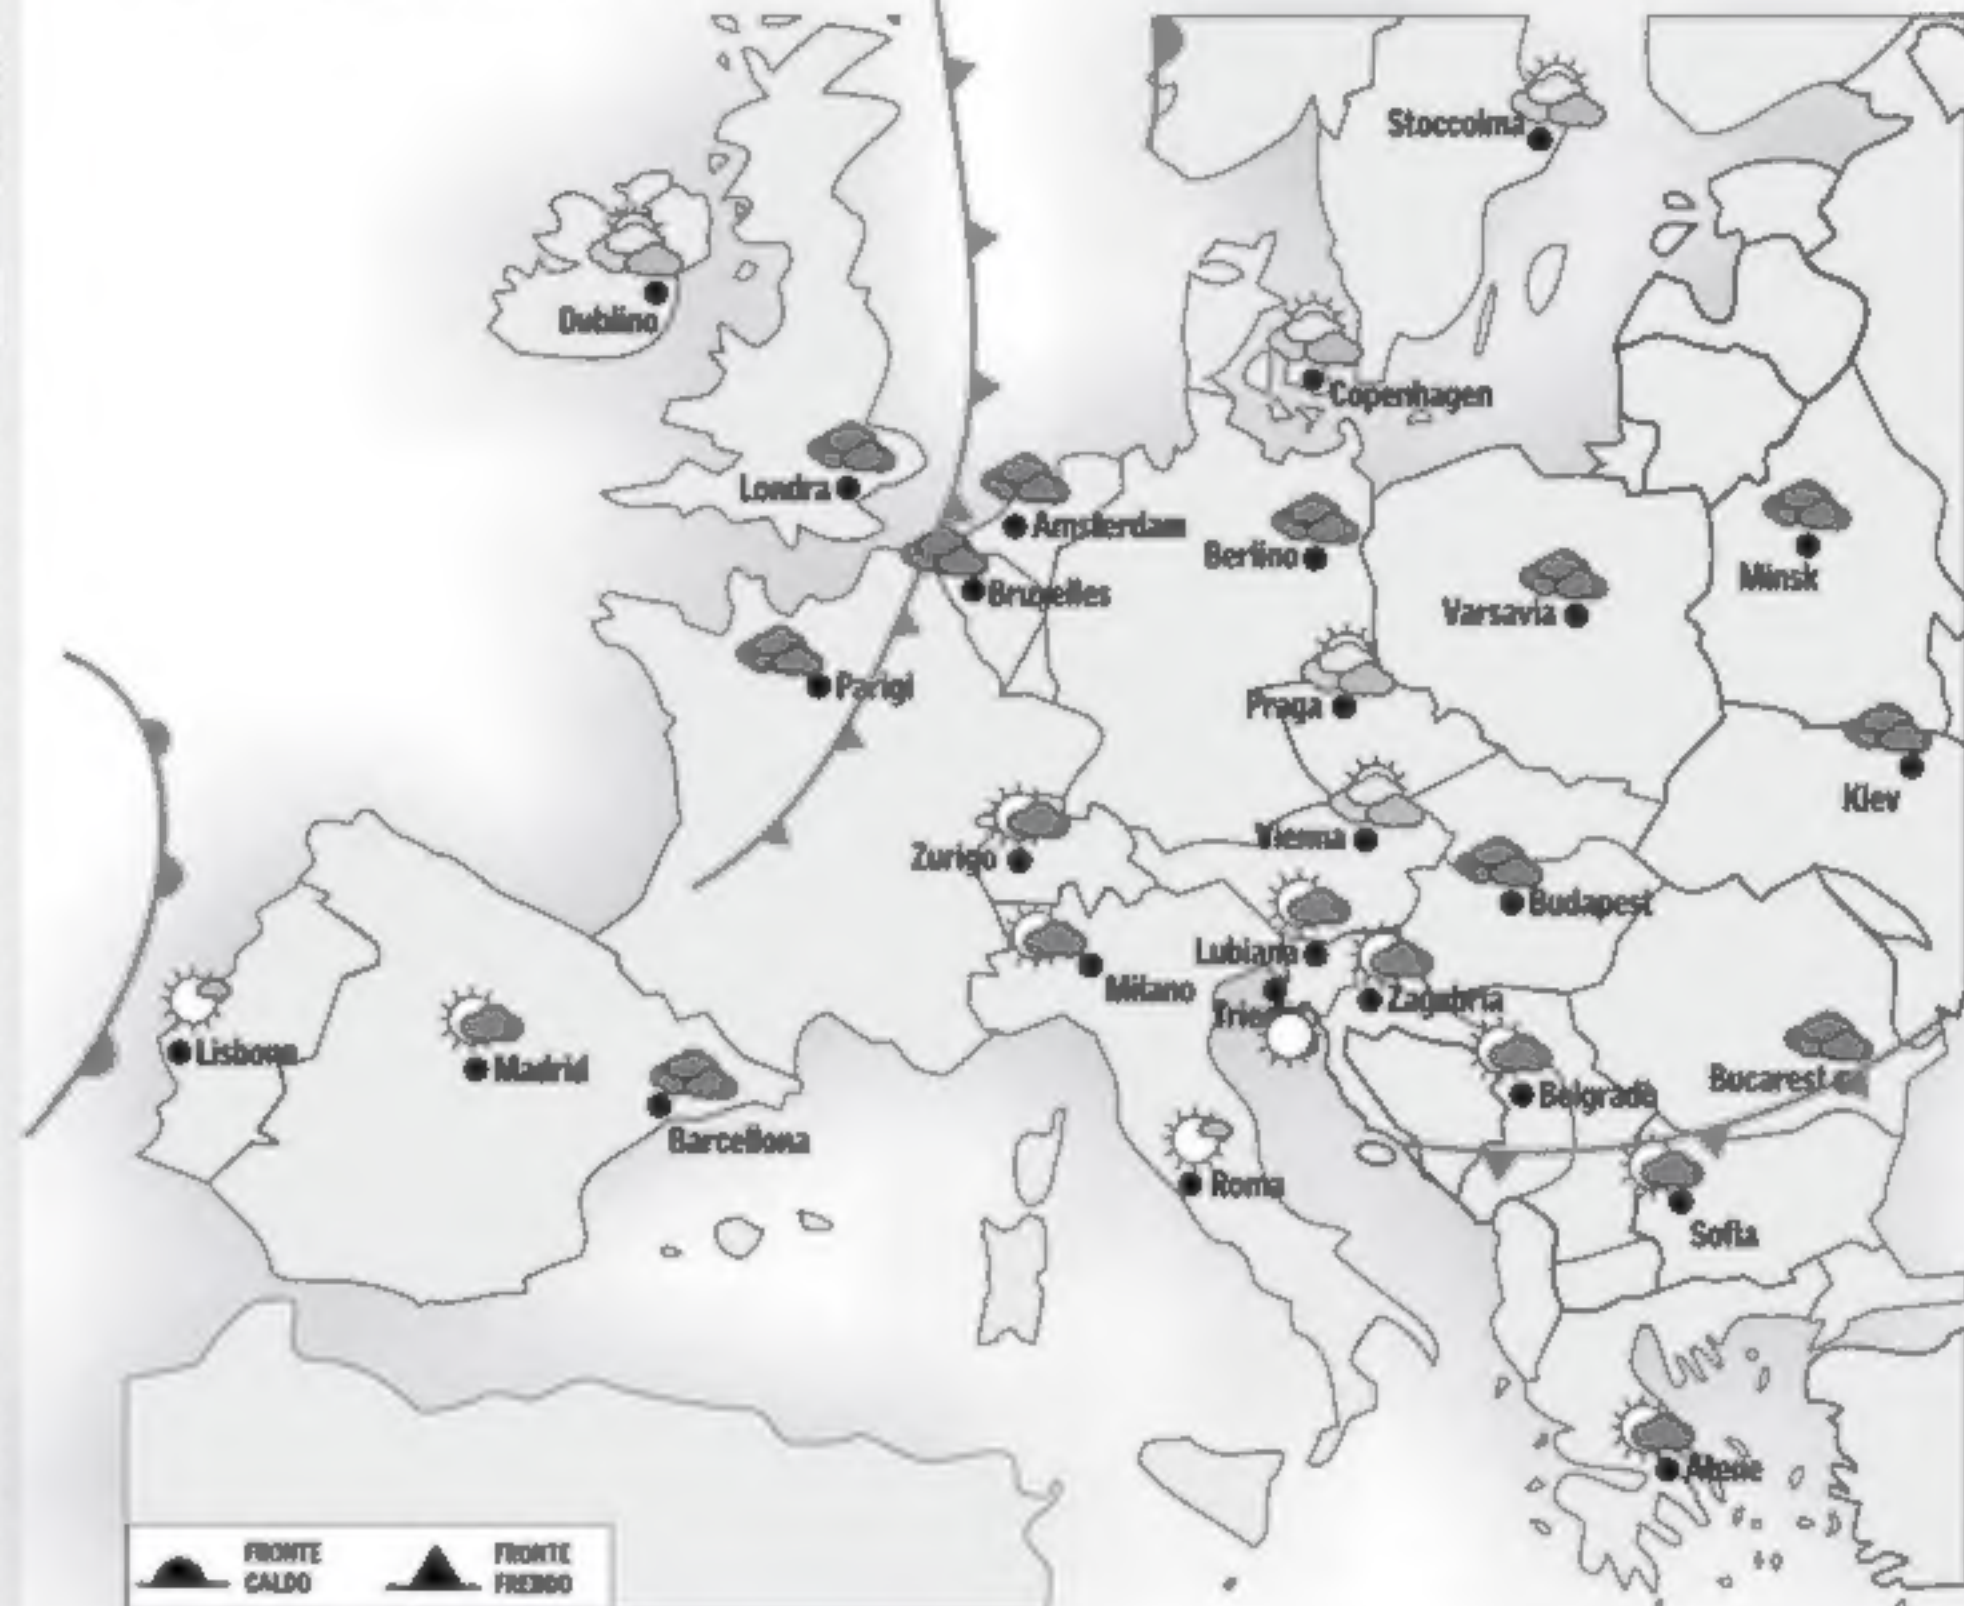 Stoccolma
Dublino
Copenhagen
Londra
Amsterdam
Berlino
Minsk
Bruxelles
Varsavia
Parigi
Praga
Kiev
Vienna
Zurigo
Budapest
Lubiana
Milano
Zagabria
Lisbona
Madrid
Bucarest
Belgrado
Barcellona
Roma
Sofia
Atene
FRONTE
CALDO
FRONTE
FREDDO